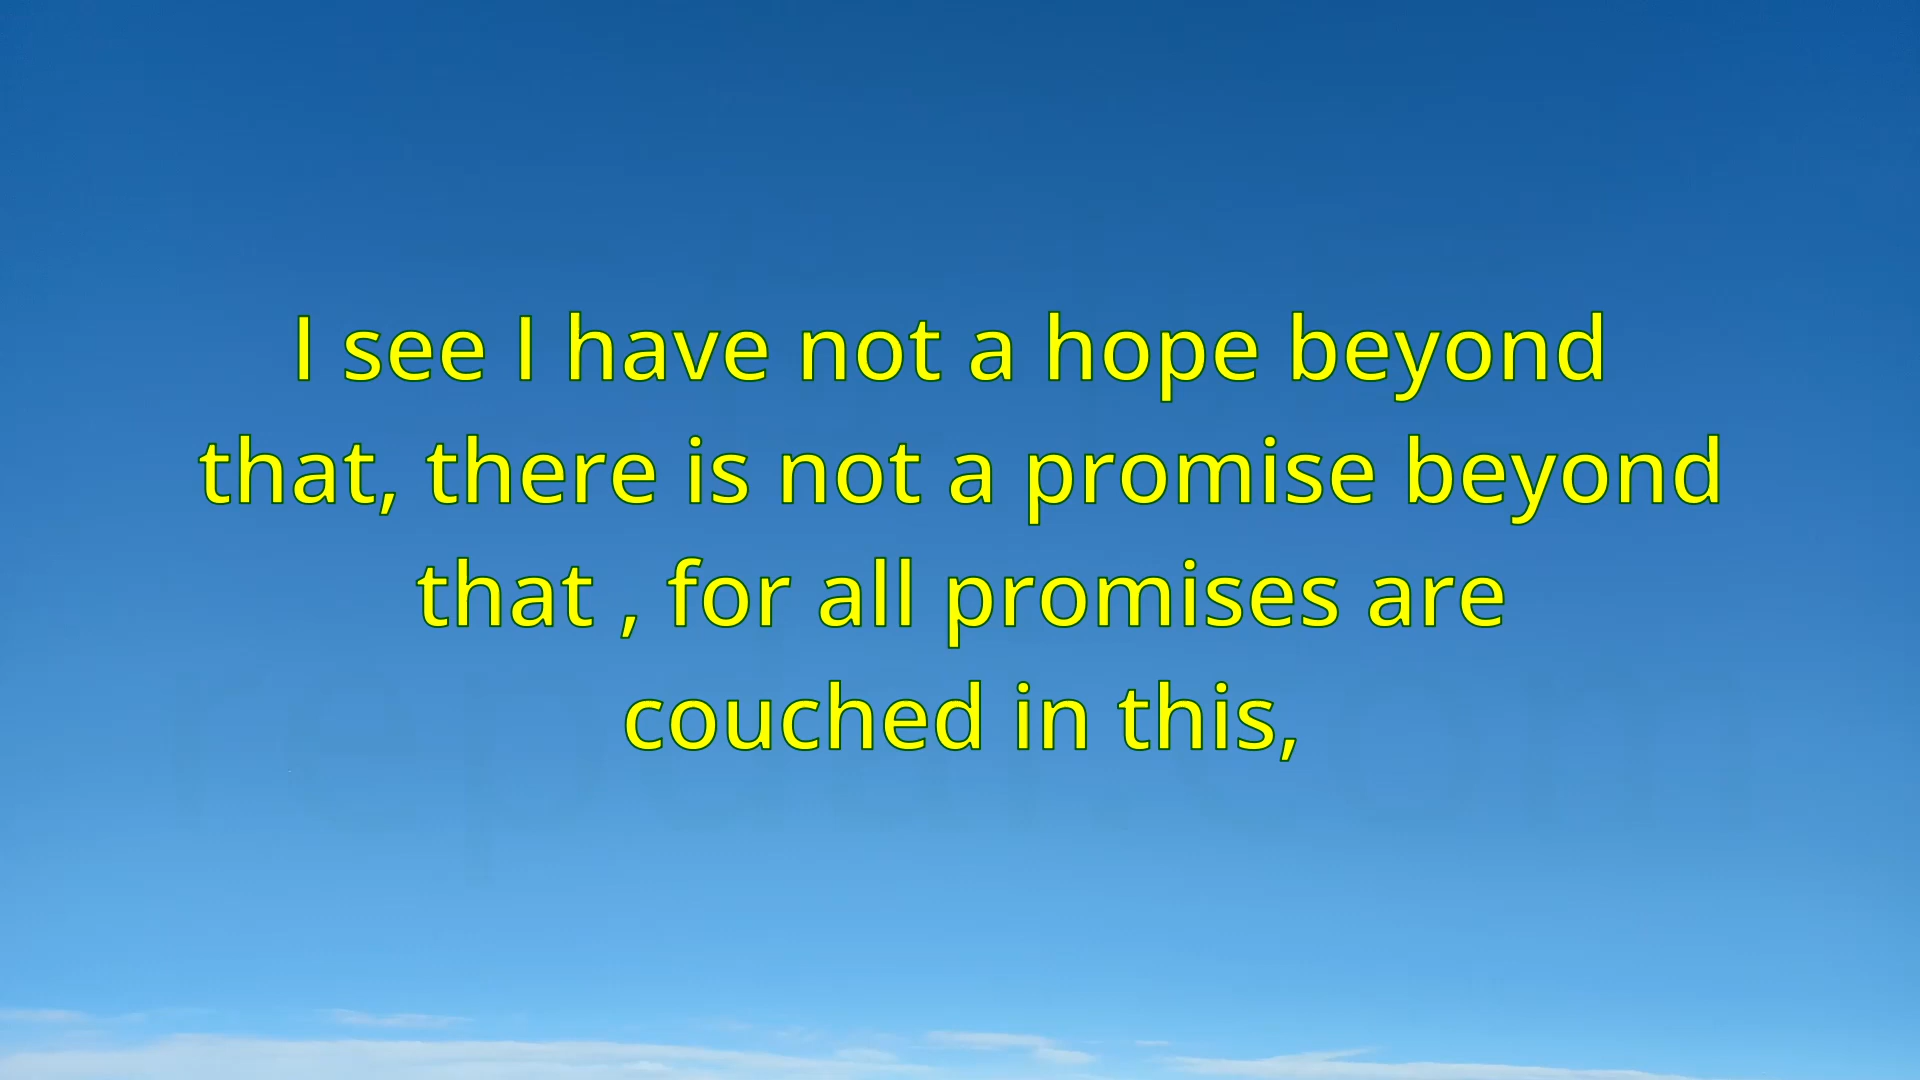 I see I have not a hope beyond
that, there is not a promise beyond
that , for all promises are
couched in this,